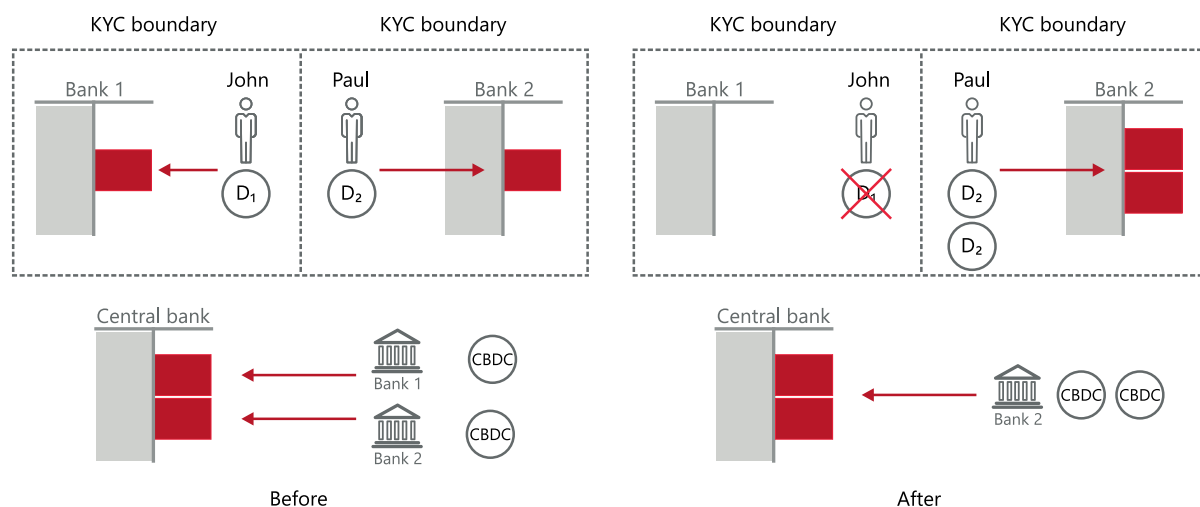 KYC boundary
KYC boundary
John
Paul
Bank 1
Bank 2
D₁
D₂
Central bank
Bank 1
CBDC
Bank 2
CBDC
Before
KYC boundary
KYC boundary
John
Paul
Bank 1
Bank 2
D₁
D₂
D₂
Central bank
CBDC
CBDC
Bank 2
After